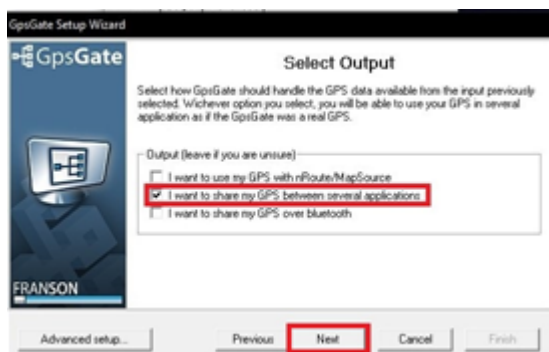 GpsGate Setup Wizard
GpsGate
Select Output
Select how GpsGate should handle the GPS data available from the input previously
selected. Whichever option you select, you will be able to use your GPS in several
application as if the GpsGate was a real GPS.
Output (leave if you are unsure)
I want to use my GPS with nRoute/MapSource
I want to share my GPS between several applications
I want to share my GPS over bluetooth
FRANSON
Advanced setup...
Previous
Next
Cancel
Finish